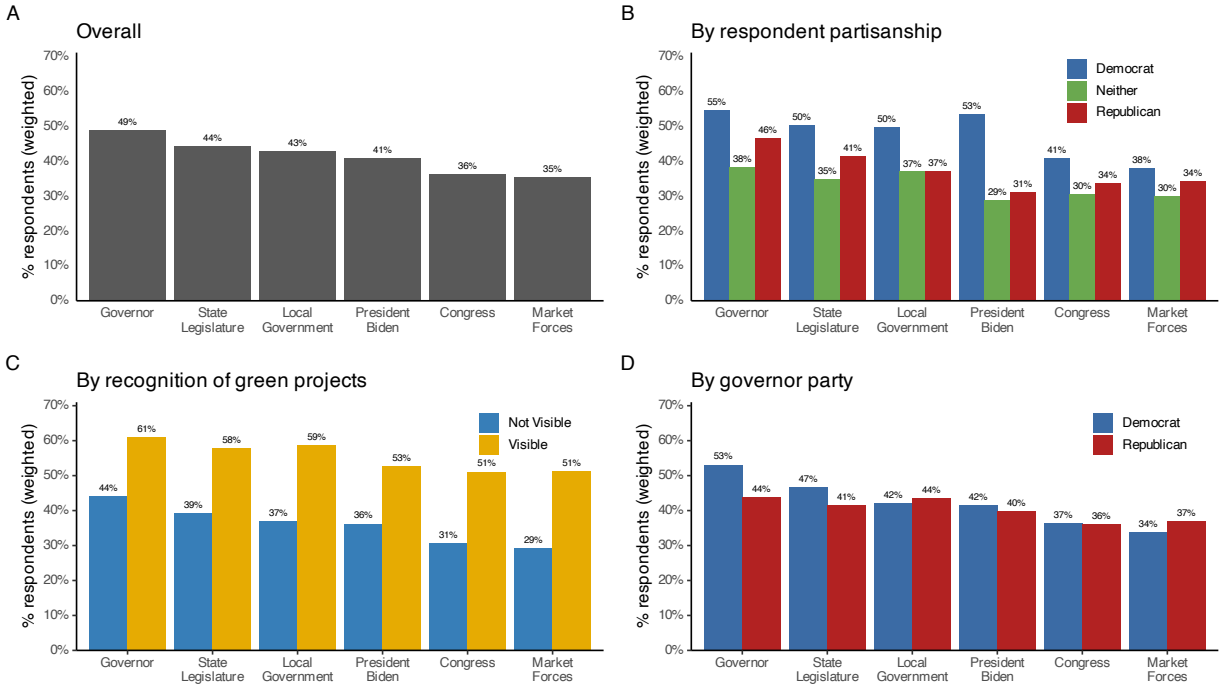 A
Overall
% respondents (weighted)
70%
60%
50%
40%
30%
20%
10%
0%
49%
44%
43%
41%
36%
35%
Governor
State
Legislature
Local
Government
President
Biden
Congress
Market
Forces
B
By respondent partisanship
% respondents (weighted)
70%
60%
50%
40%
30%
20%
10%
0%
Democrat
Neither
Republican
55%
38%
46%
50%
35%
41%
50%
37%
37%
53%
29%
31%
41%
30%
34%
38%
30%
34%
Governor
State
Legislature
Local
Government
President
Biden
Congress
Market
Forces
C
By recognition of green projects
% respondents (weighted)
70%
60%
50%
40%
30%
20%
10%
0%
Not Visible
Visible
44%
61%
39%
58%
37%
59%
36%
53%
31%
51%
29%
51%
Governor
State
Legislature
Local
Government
President
Biden
Congress
Market
Forces
D
By governor party
% respondents (weighted)
70%
60%
50%
40%
30%
20%
10%
0%
Democrat
Republican
53%
44%
47%
41%
42%
44%
42%
40%
37%
36%
34%
37%
Governor
State
Legislature
Local
Government
President
Biden
Congress
Market
Forces